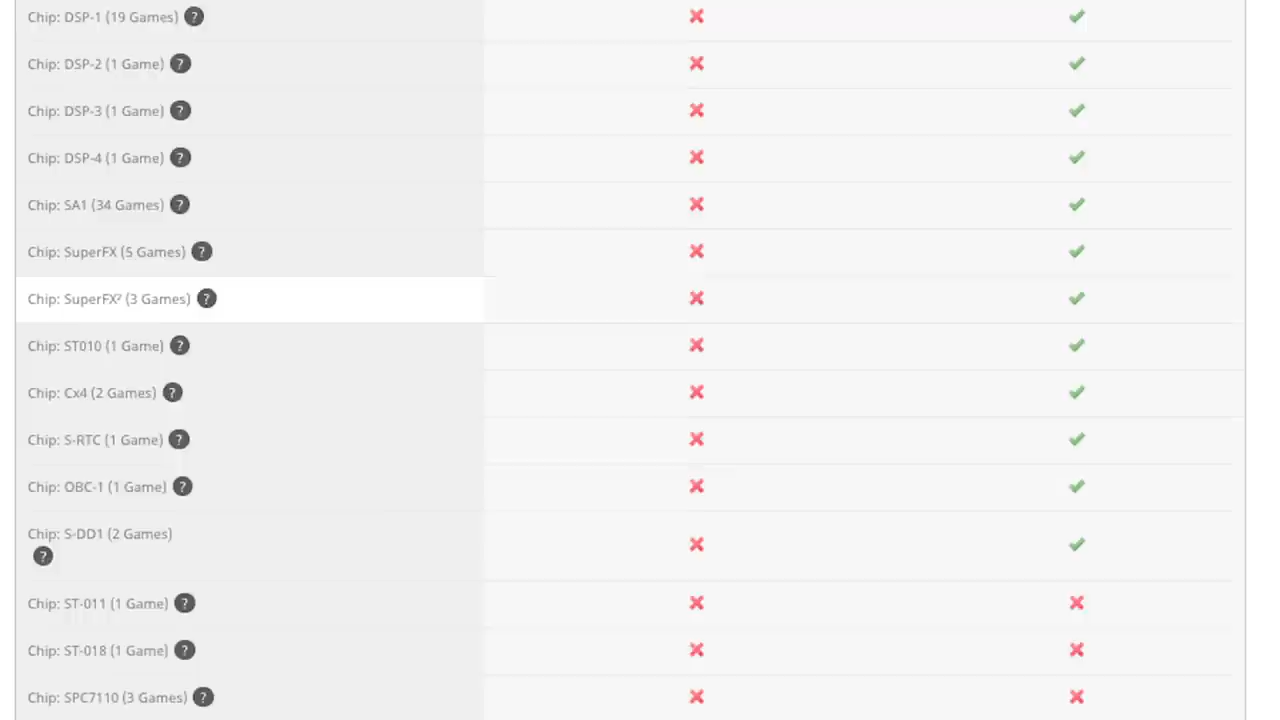 Chip: DSP-1 (19 Games) ?
Chip: DSP-2 (1 Game) ?
Chip: DSP-3 (1 Game) ?
Chip: DSP-4 (1 Game) ?
Chip: SA1 (34 Games) ?
Chip: SuperFX (5 Games) ?
Chip: SuperFX² (3 Games) ?
Chip: ST010 (1 Game) ?
Chip: Cx4 (2 Games) ?
Chip: S-RTC (1 Game) ?
Chip: OBC-1 (1 Game) ?
Chip: S-DD1 (2 Games)
?
Chip: ST-011 (1 Game) ?
Chip: ST-018 (1 Game) ?
Chip: SPC7110 (3 Games) ?